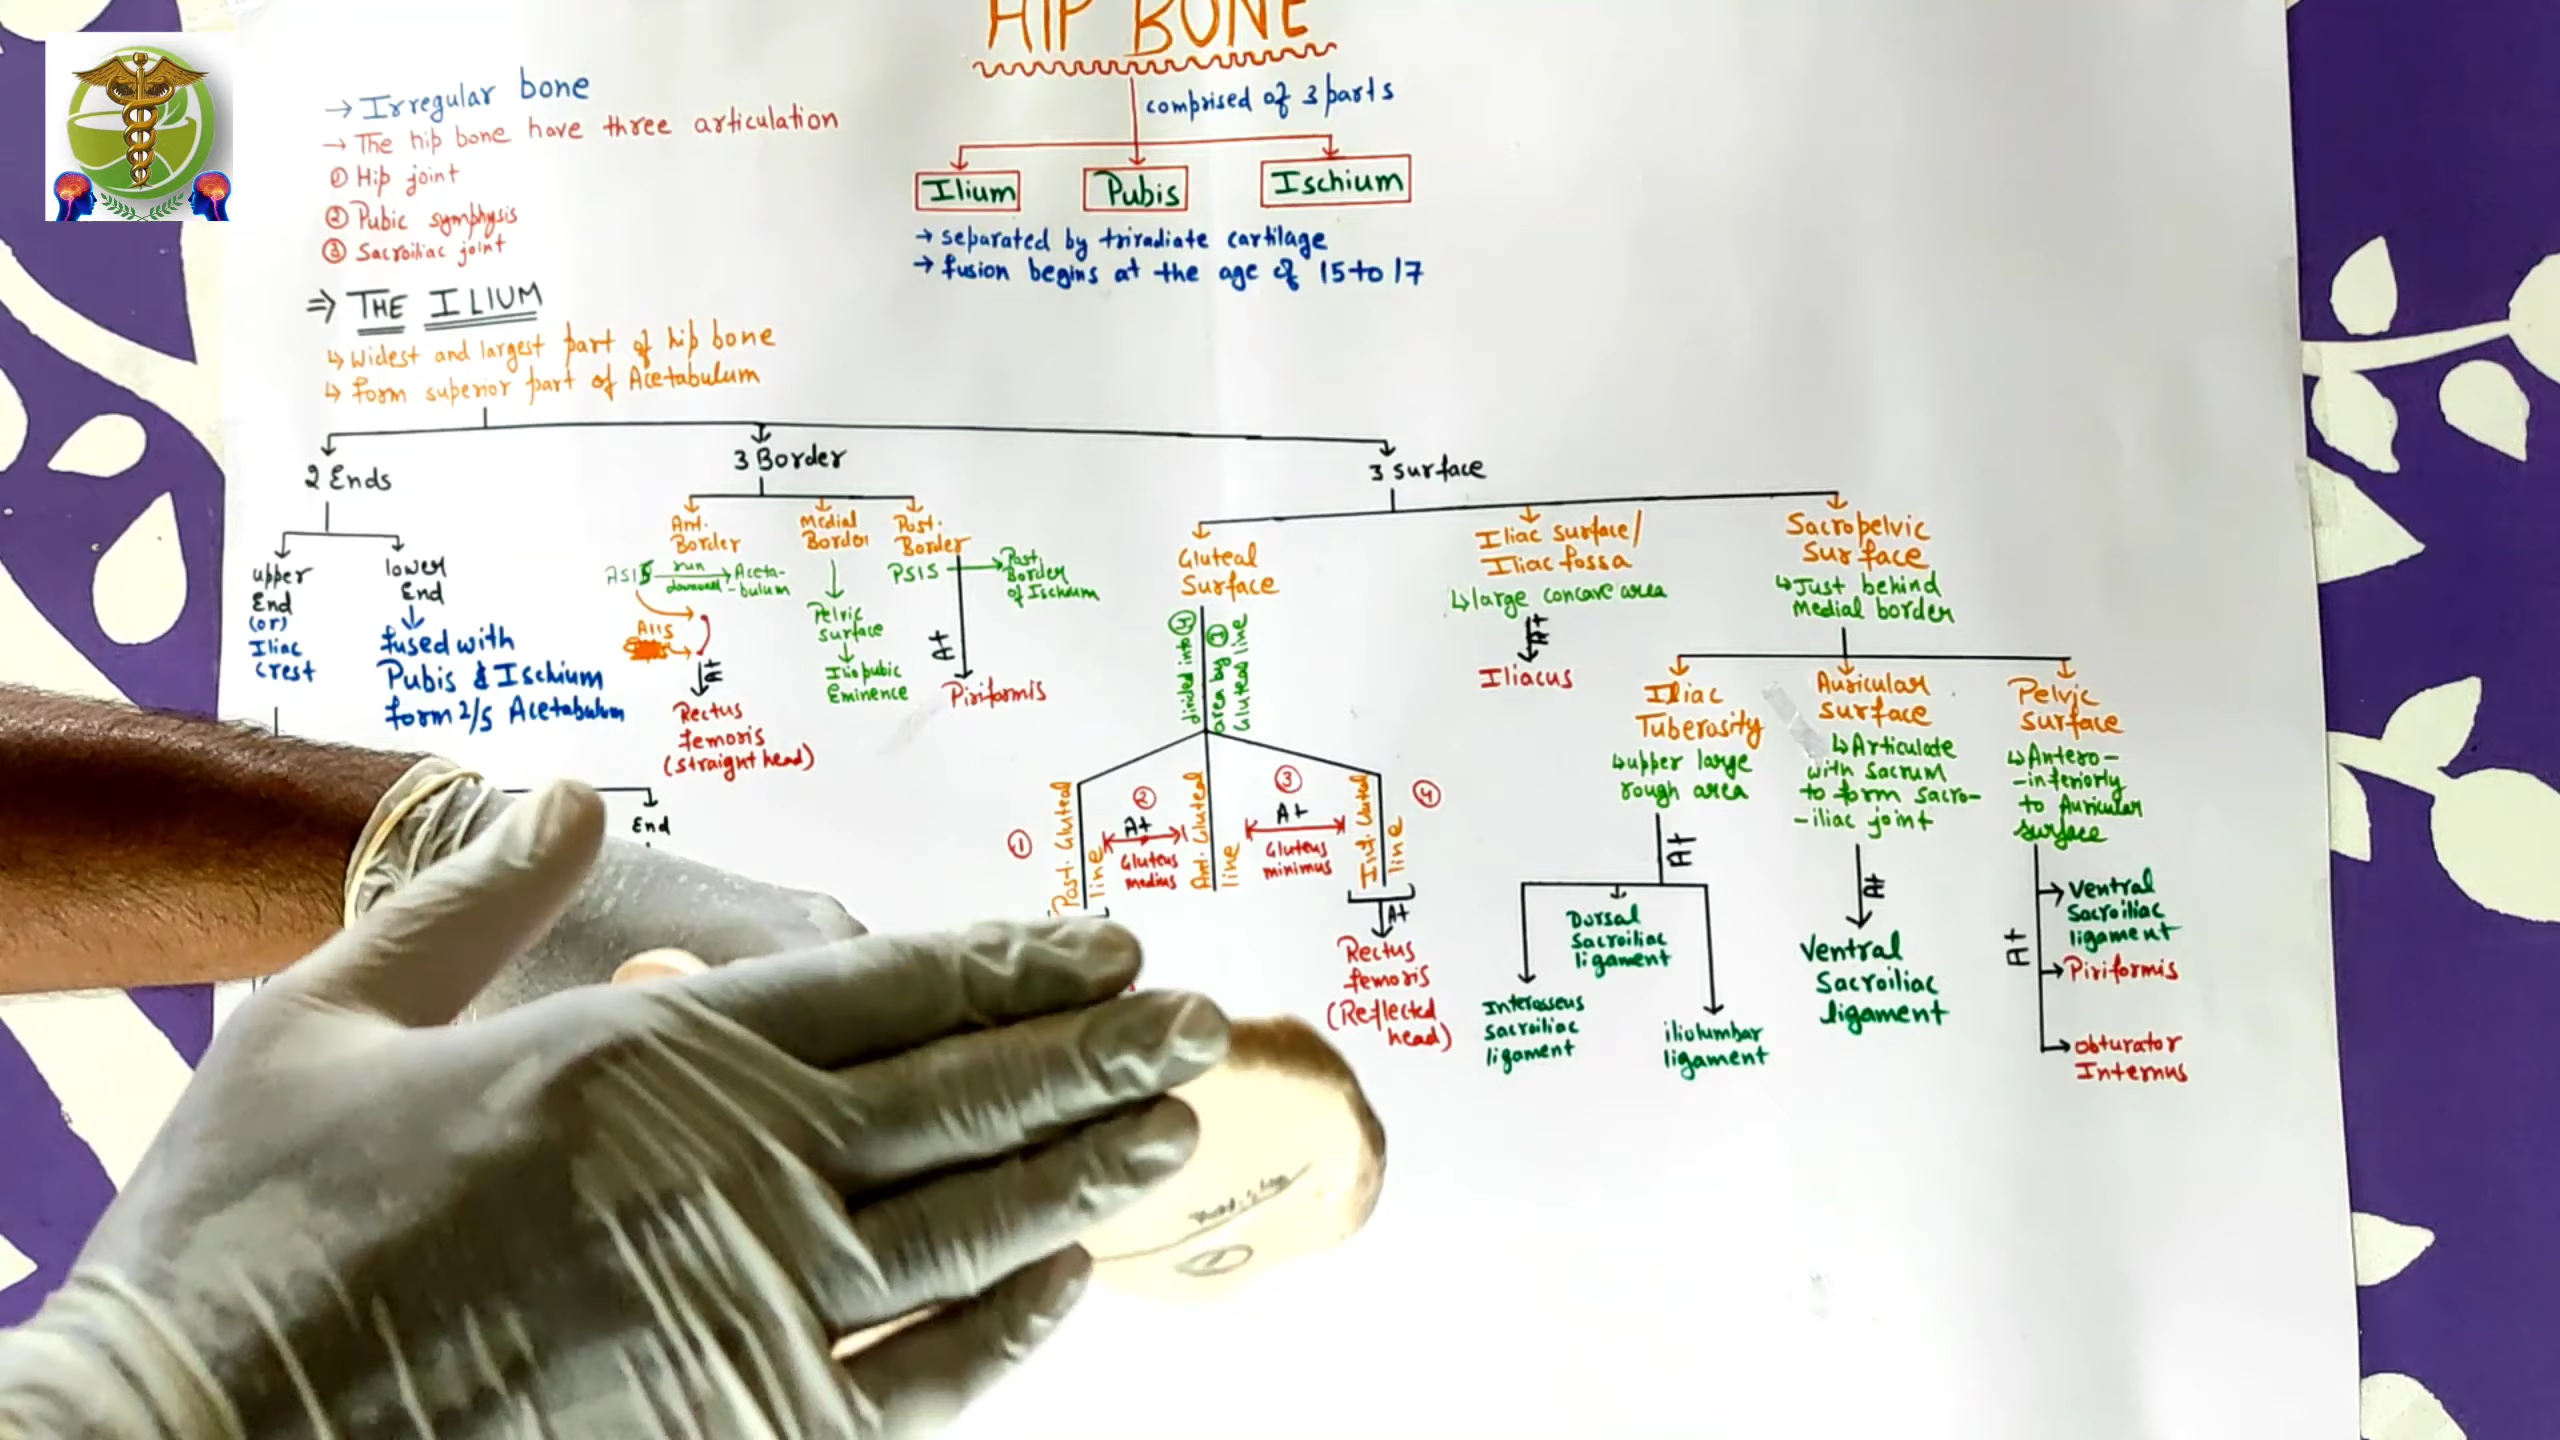 HIP BONE
comprised of 3 parts
Ilium
Pubis
Ischium
→ separated by triradiate cartilage
→ fusion begins at the age of 15 to 17
→ Irregular bone
→ The hip bone have three articulation
① Hip joint
② Pubic symphysis
③ Sacroiliac joint
⇒ THE ILIUM
↳ widest and largest part of hip bone
↳ form superior part of Acetabulum
2 Ends
3 Border
3 surface
upper
End
(or)
Iliac
crest
lower
End
fused with
Pubis & Ischium
form 2/5 Acetabulum
End
Ant.
Border
ASIS
run
downward
Aceta-
-bulum
AIIS
At
Rectus
femoris
(straight head)
Medial
Border
Pelvic
surface
Iliopubic
Eminence
Post.
Border
PSIS
Post.
Border
of Ischium
At
Piriformis
Gluteal
Surface
divided into ④
area by ③
Gluteal line
①
Post. Gluteal
line
②
At
Gluteus
medius
Ant. Gluteal
line
③
At
Gluteus
minimus
Inf. Gluteal
line
④
At
Rectus
femoris
(Reflected
head)
Iliac surface/
Iliac fossa
↳large concave area
At
Iliacus
Sacropelvic
Surface
↳Just behind
Medial border
Iliac
Tuberosity
↳upper large
rough area
At
Interosseus
sacroiliac
ligament
Dorsal
Sacroiliac
ligament
iliolumbar
ligament
Auricular
surface
↳Articulate
with sacrum
to form sacro-
-iliac joint
At
Ventral
Sacroiliac
ligament
Pelvic
surface
↳Antero-
-inferiorly
to Auricular
surface
At
Ventral
Sacroiliac
ligament
Piriformis
obturator
Internus